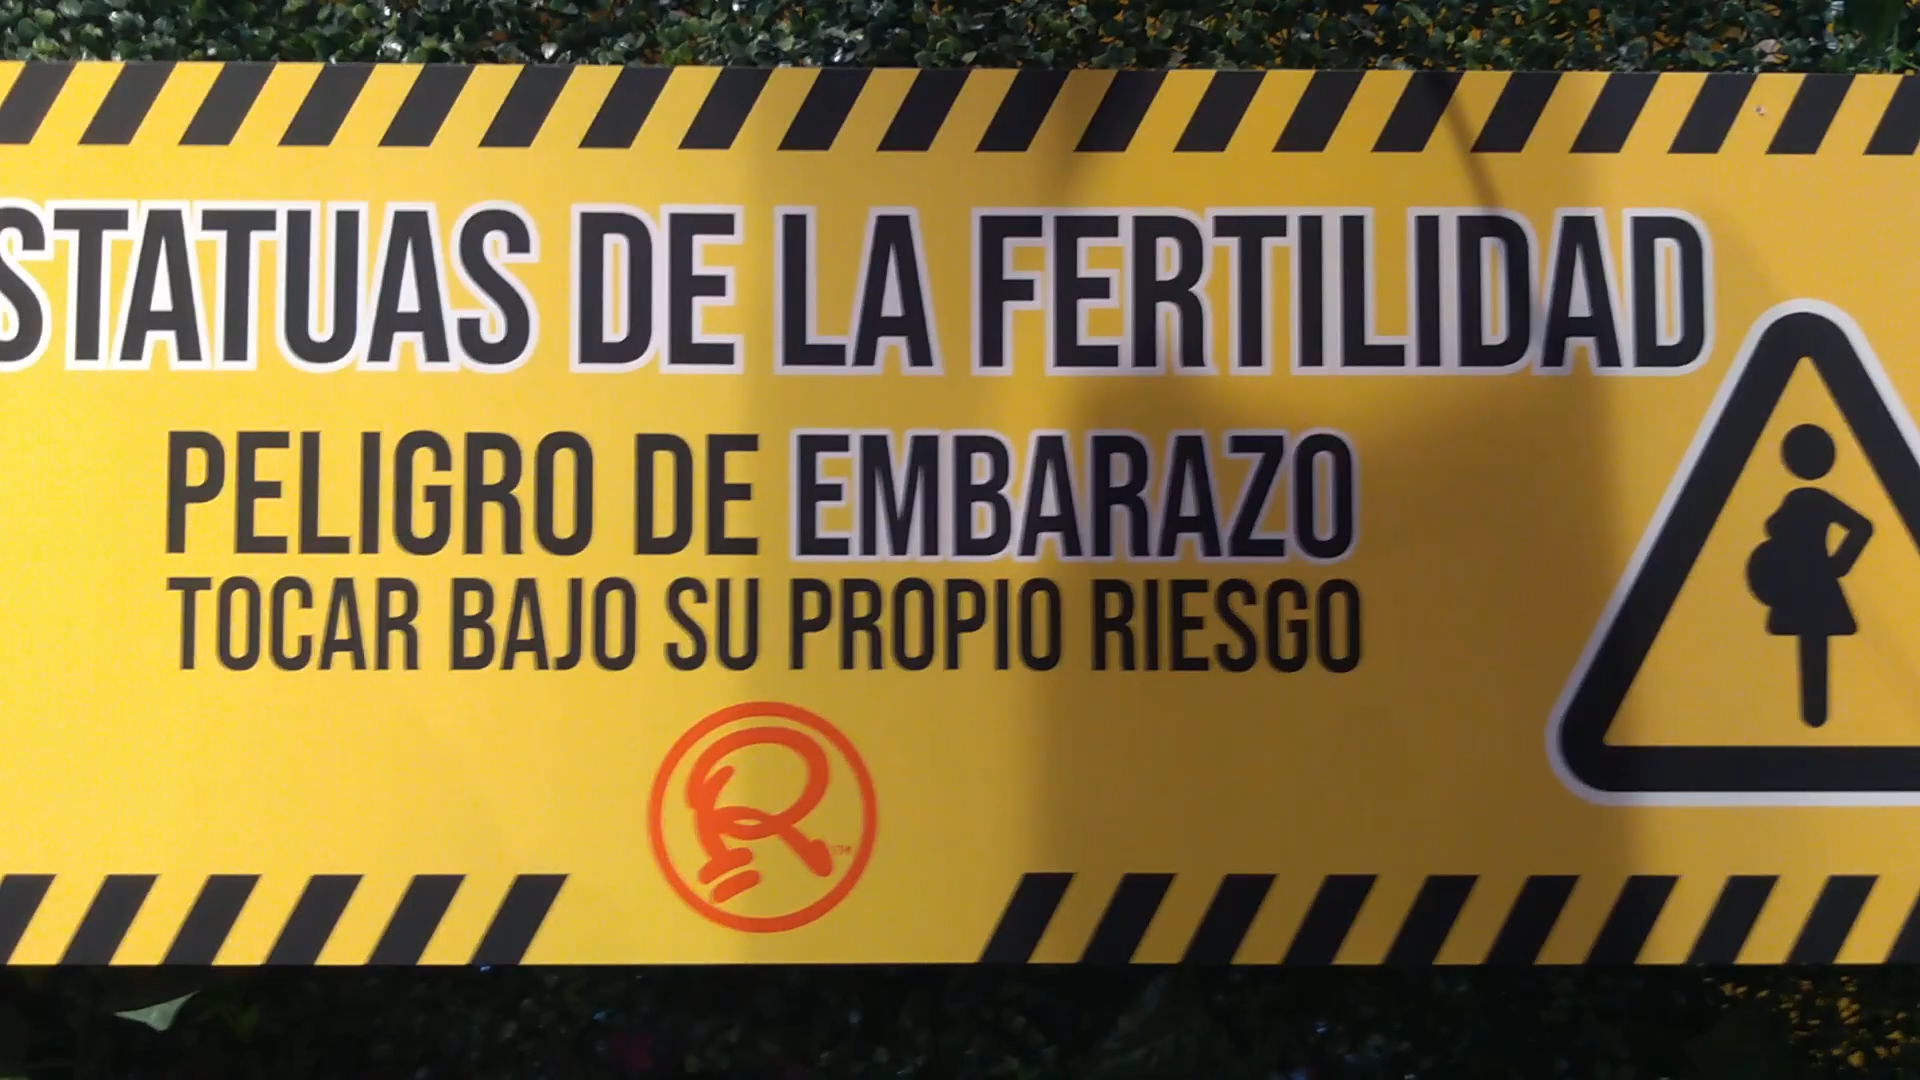 STATUAS DE LA FERTILIDAD
PELIGRO DE EMBARAZO
TOCAR BAJO SU PROPIO RIESGO
R